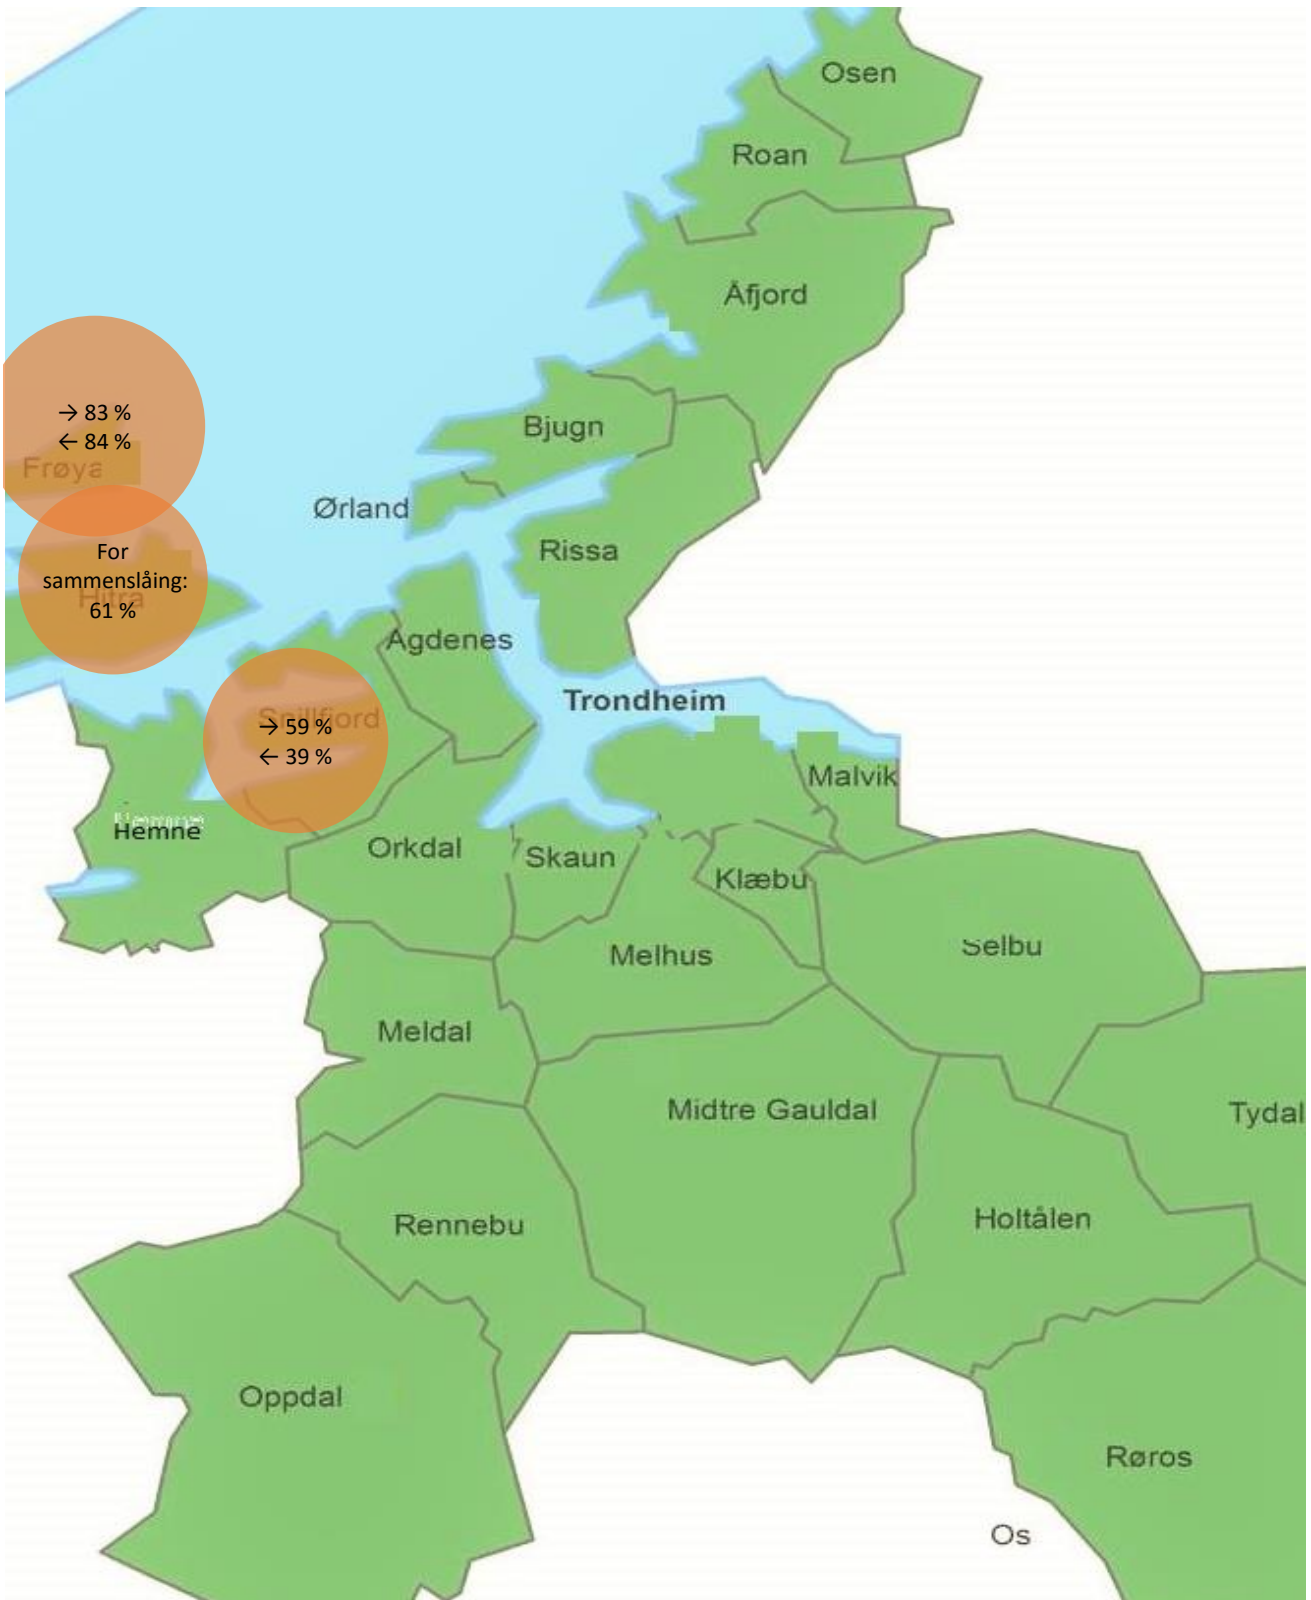 Osen
Roan
Åfjord
→ 83 %
← 84 %
Frøya
Bjugn
Ørland
Rissa
For
sammenslåing:
Hitra
61 %
Agdenes
Trondheim
Snillfjord
→ 59 %
← 39 %
Malvik
Hemne
Orkdal
Skaun
Klæbu
Selbu
Melhus
Meldal
Midtre Gauldal
Tydal
Rennebu
Holtålen
Oppdal
Røros
Os